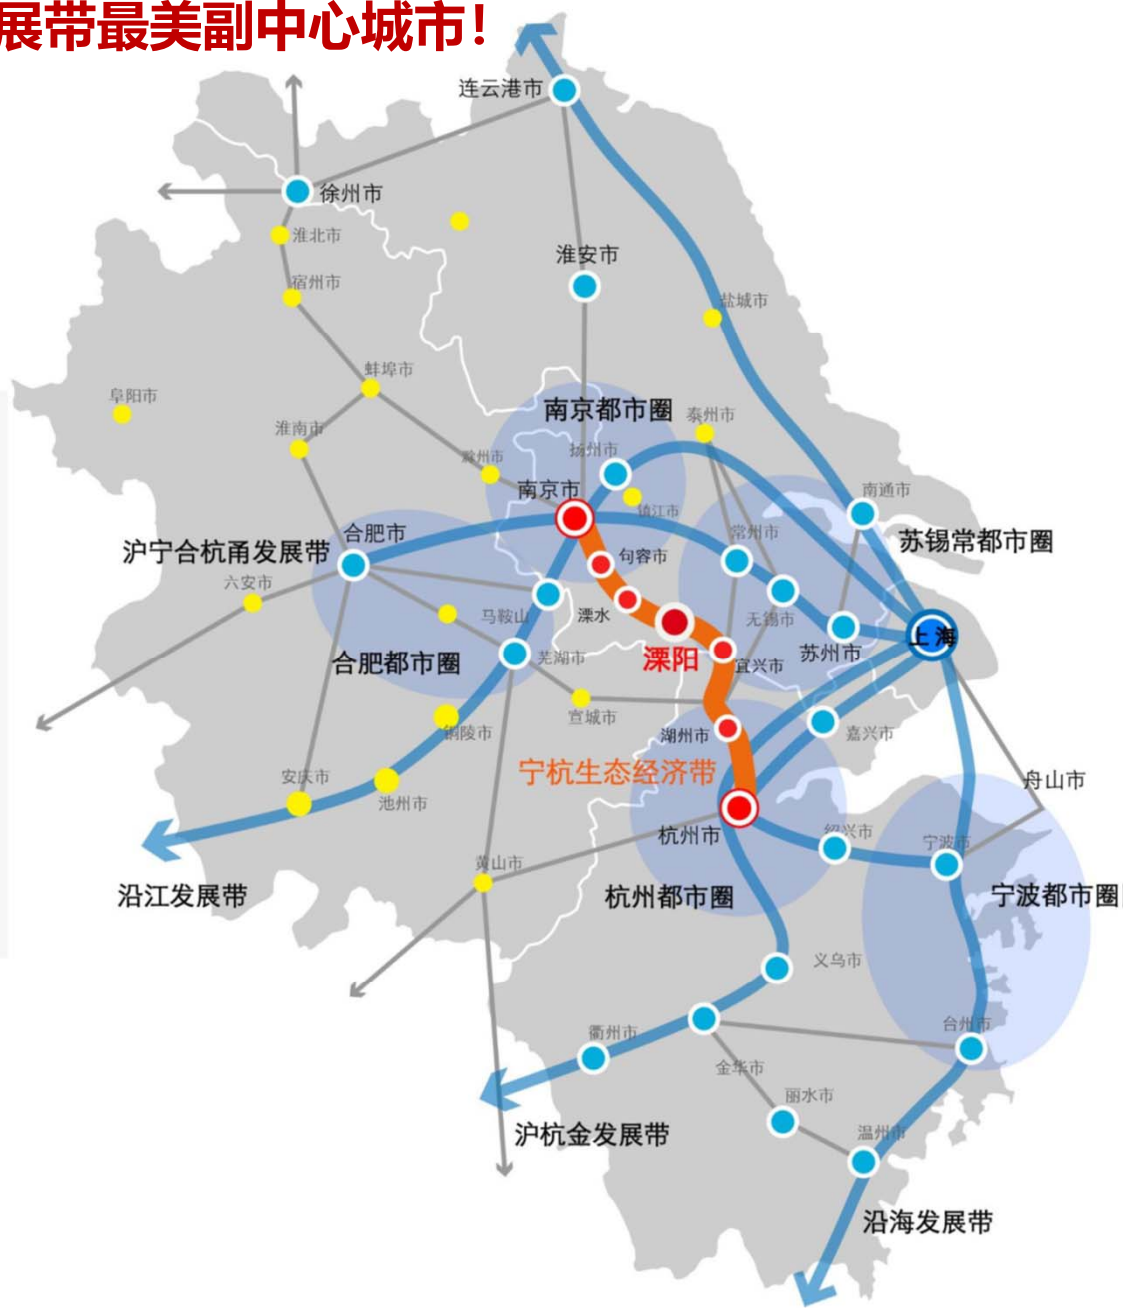 展带最美副中心城市！
连云港市
徐州市
淮北市
淮安市
宿州市
盐城市
蚌埠市
阜阳市
南京都市圈
泰州市
淮南市
扬州市
滁州市
南京市
南通市
镇江市
合肥市
常州市
苏锡常都市圈
沪宁合杭甬发展带
句容市
六安市
马鞍山
溧水
无锡市
上海
苏州市
合肥都市圈
芜湖市
溧阳
宜兴市
宣城市
铜陵市
湖州市
嘉兴市
宁杭生态经济带
安庆市
池州市
舟山市
杭州市
绍兴市
宁波市
黄山市
沿江发展带
杭州都市圈
宁波都市圈
义乌市
衢州市
台州市
金华市
丽水市
沪杭金发展带
温州市
沿海发展带